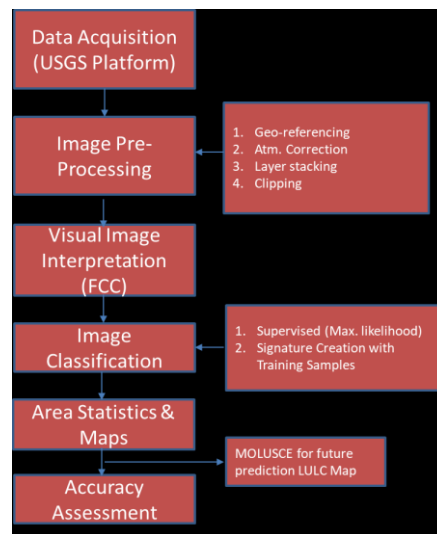 Data Acquisition
(USGS Platform)
Image Pre-
Processing
1. Geo-referencing
2. Atm. Correction
3. Layer stacking
4. Clipping
Visual Image
Interpretation
(FCC)
Image
Classification
1. Supervised (Max. likelihood)
2. Signature Creation with
Training Samples
Area Statistics &
Maps
MOLUSCE for future
prediction LULC Map
Accuracy
Assessment